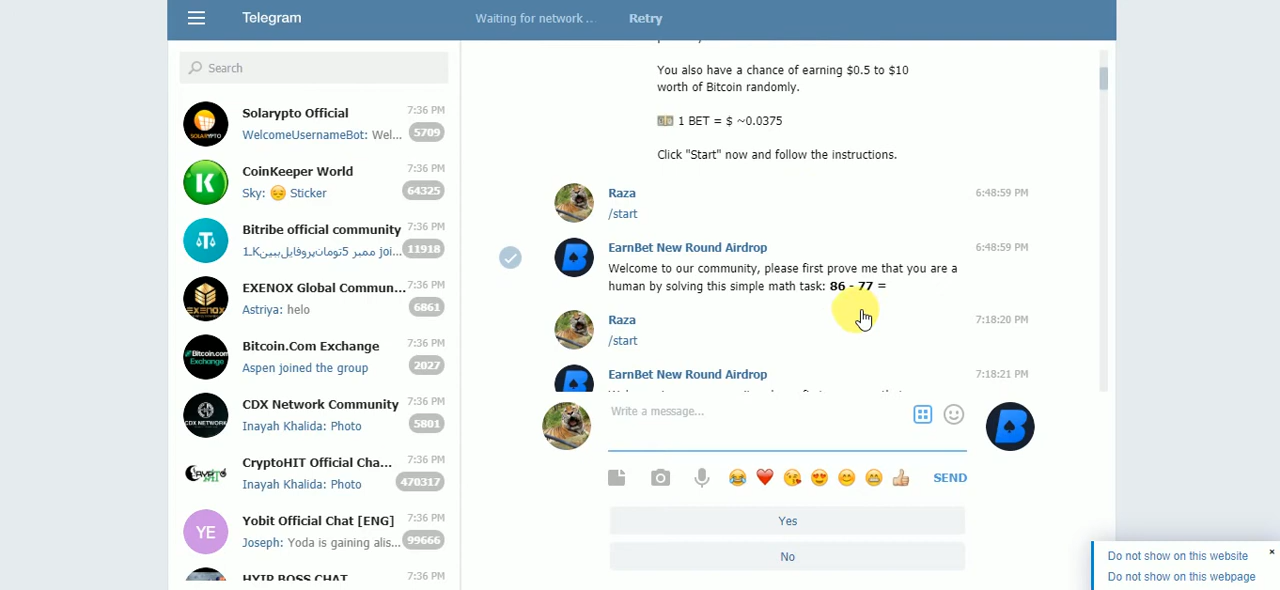 Telegram
Waiting for network ...
Retry
Search
Solarypto Official
7:36 PM
WelcomeUsernameBot: Wel...
5709
CoinKeeper World
7:36 PM
Sky: 😔 Sticker
64325
Bitribe official community
7:36 PM
1_K ممبر 5تومان‌پروفایل‌بببین joi...
11918
EXENOX Global Commun...
7:36 PM
Astriya: helo
6861
Bitcoin.Com Exchange
7:36 PM
Aspen joined the group
2027
CDX Network Community
7:36 PM
Inayah Khalida: Photo
5801
CryptoHIT Official Cha...
7:36 PM
Inayah Khalida: Photo
470317
YE
Yobit Official Chat [ENG]
7:36 PM
Joseph: Yoda is gaining alis...
99666
HYIP BOSS CHAT
7:36 PM
You also have a chance of earning $0.5 to $10
worth of Bitcoin randomly.
💵 1 BET = $ ~0.0375
Click "Start" now and follow the instructions.
Raza
6:48:59 PM
/start
EarnBet New Round Airdrop
6:48:59 PM
Welcome to our community, please first prove me that you are a
human by solving this simple math task: 86 - 77 =
Raza
7:18:20 PM
/start
EarnBet New Round Airdrop
7:18:21 PM
Write a message...
SEND
Yes
No
Do not show on this website
Do not show on this webpage